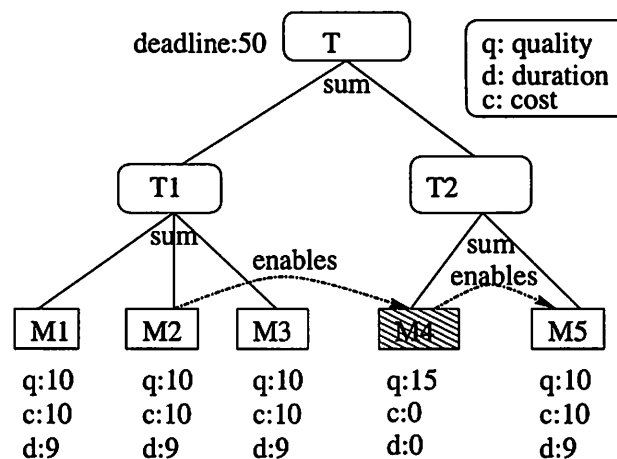 deadline:50
T
q: quality
d: duration
c: cost
sum
T1
T2
sum
sum
enables
enables
M1
M2
M3
M4
M5
q:10
q:10
q:10
q:15
q:10
c:10
c:10
c:10
c:0
c:10
d:9
d:9
d:9
d:0
d:9